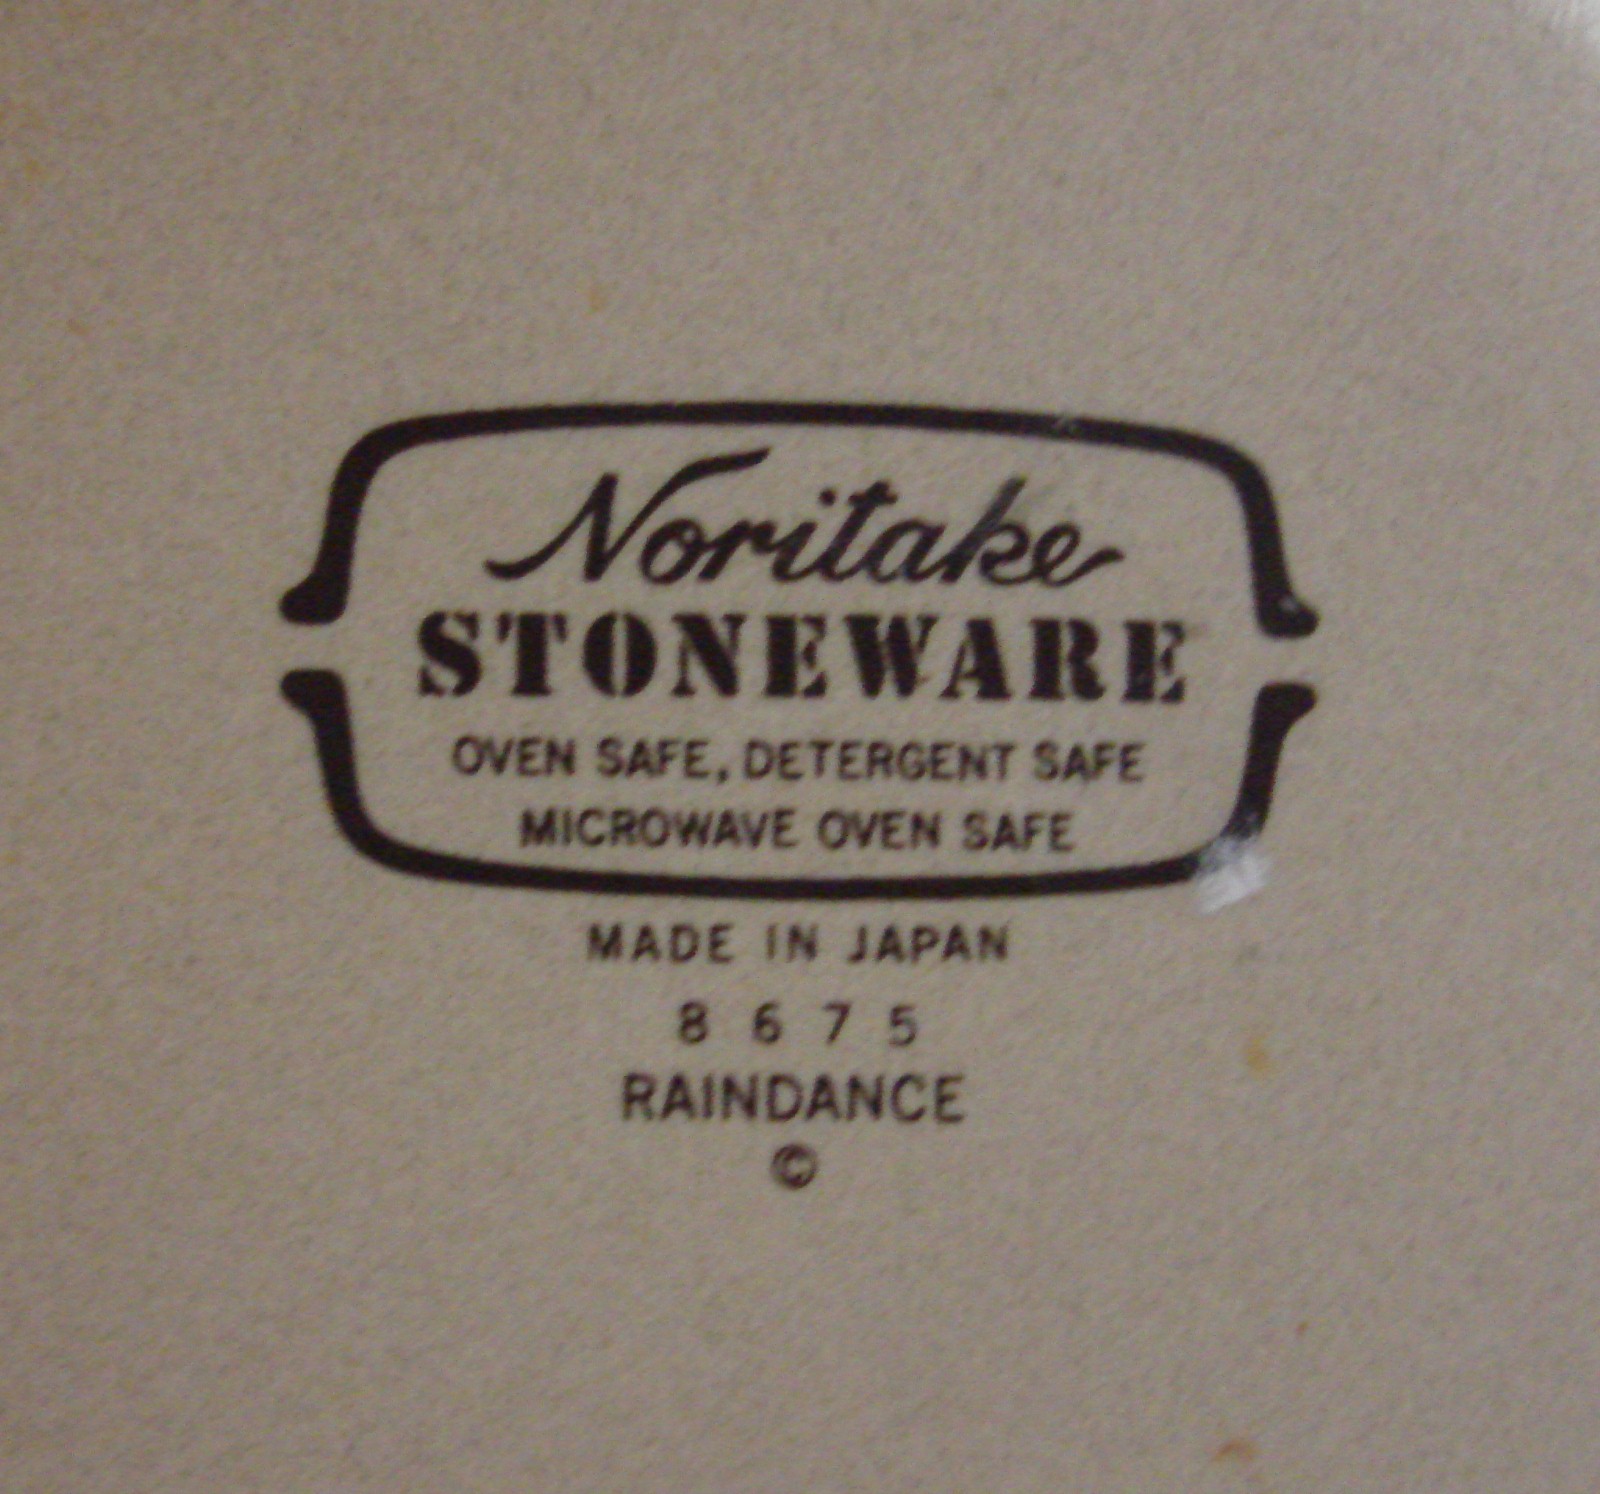 Noritake
STONEWARE
OVEN SAFE, DETERGENT SAFE
MICROWAVE OVEN SAFE
MADE IN JAPAN
8 6 7 5
RAINDANCE
©